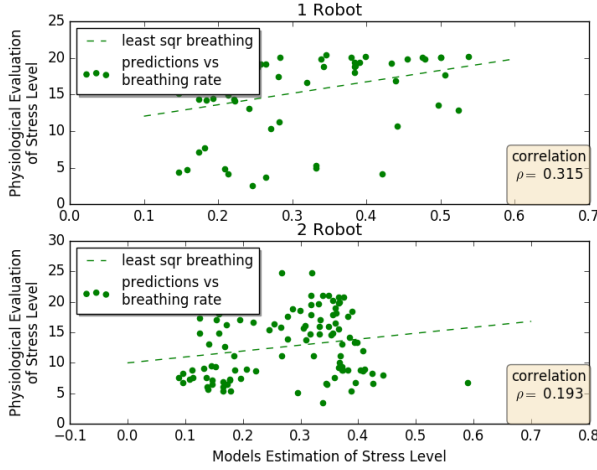 1 Robot
25
20
15
10
5
0
Physiological Evaluation
of Stress Level
least sqr breathing
predictions vs
breathing rate
correlation
ρ = 0.315
0.0 0.1 0.2 0.3 0.4 0.5 0.6 0.7
2 Robot
30
25
20
15
10
5
0
Physiological Evaluation
of Stress Level
least sqr breathing
predictions vs
breathing rate
correlation
ρ = 0.193
−0.1 0.0 0.1 0.2 0.3 0.4 0.5 0.6 0.7 0.8
Models Estimation of Stress Level